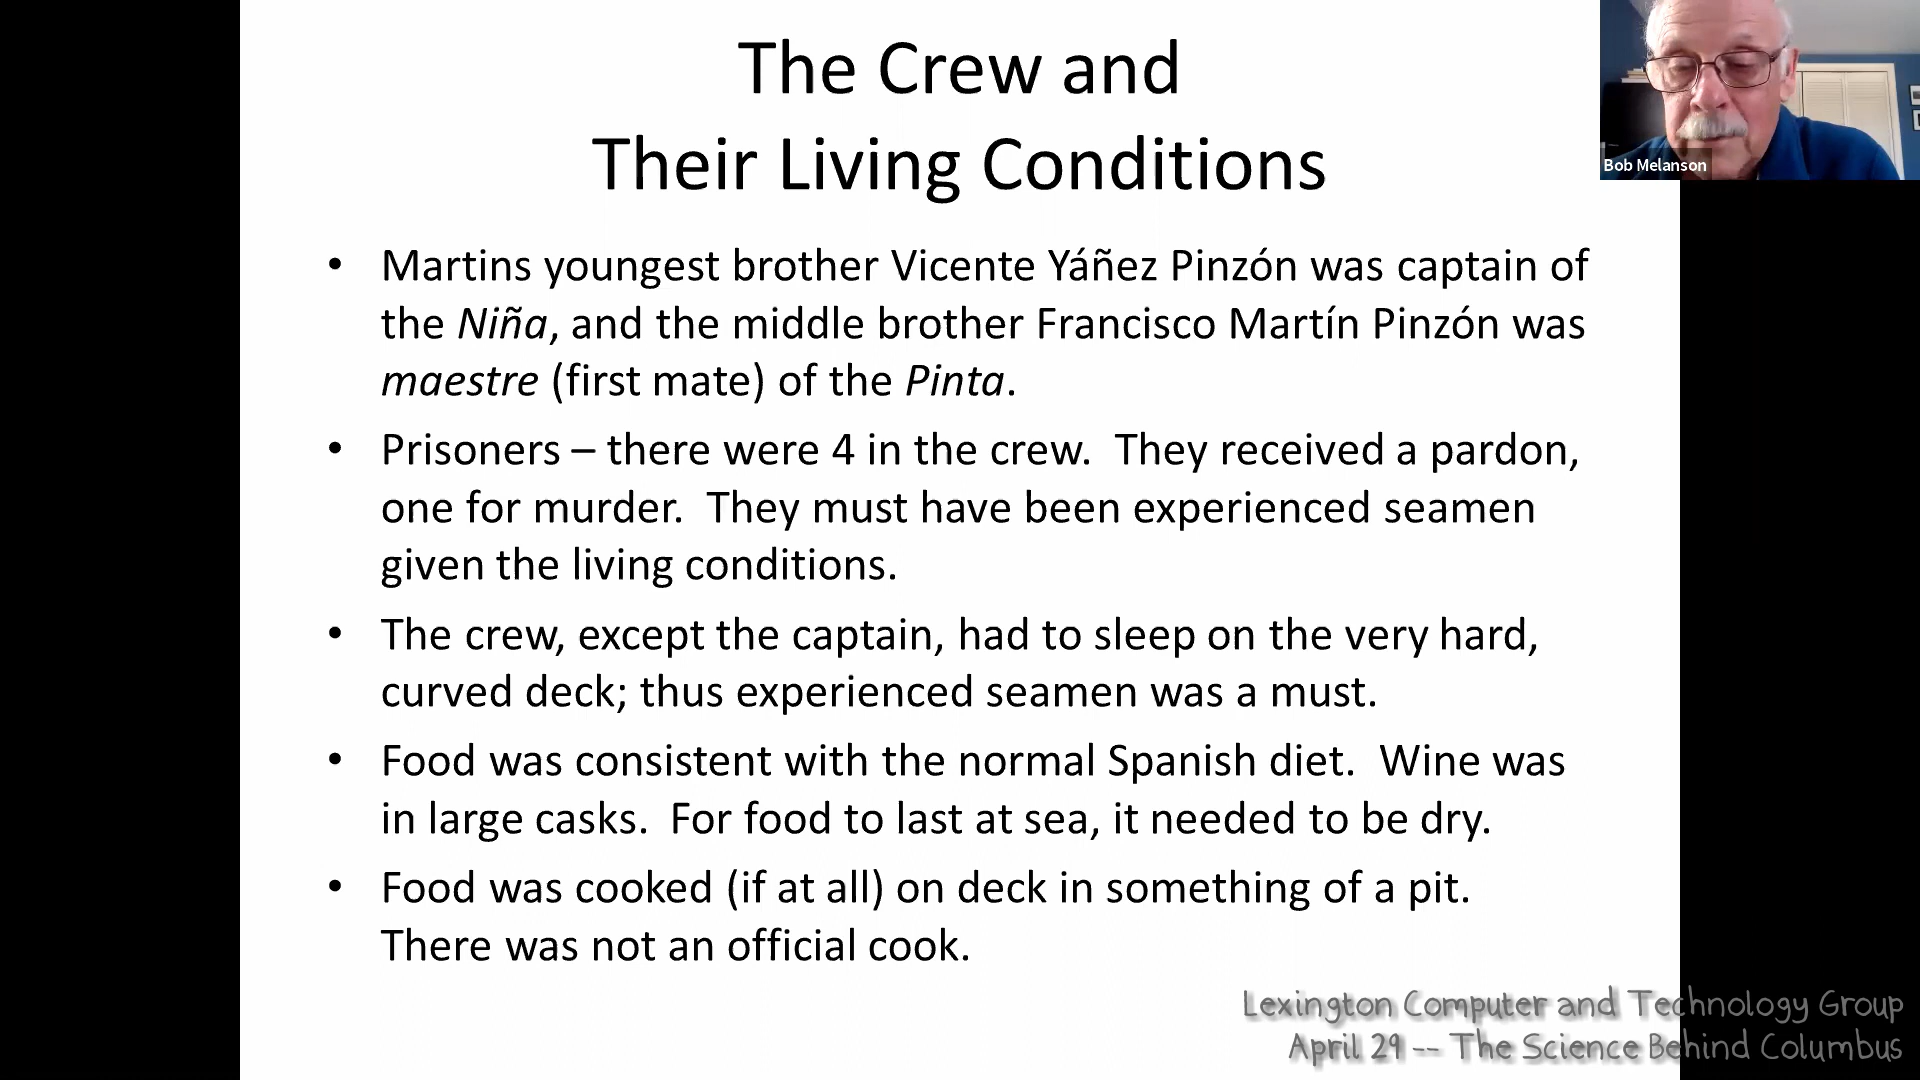 The Crew and
Their Living Conditions
Bob Melanson
• Martins youngest brother Vicente Yáñez Pinzón was captain of
the Niña, and the middle brother Francisco Martín Pinzón was
maestre (first mate) of the Pinta.
• Prisoners – there were 4 in the crew.  They received a pardon,
one for murder.  They must have been experienced seamen
given the living conditions.
• The crew, except the captain, had to sleep on the very hard,
curved deck; thus experienced seamen was a must.
• Food was consistent with the normal Spanish diet.  Wine was
in large casks.  For food to last at sea, it needed to be dry.
• Food was cooked (if at all) on deck in something of a pit.
There was not an official cook.
Lexington Computer and Technology Group
April 29 -- The Science Behind Columbus